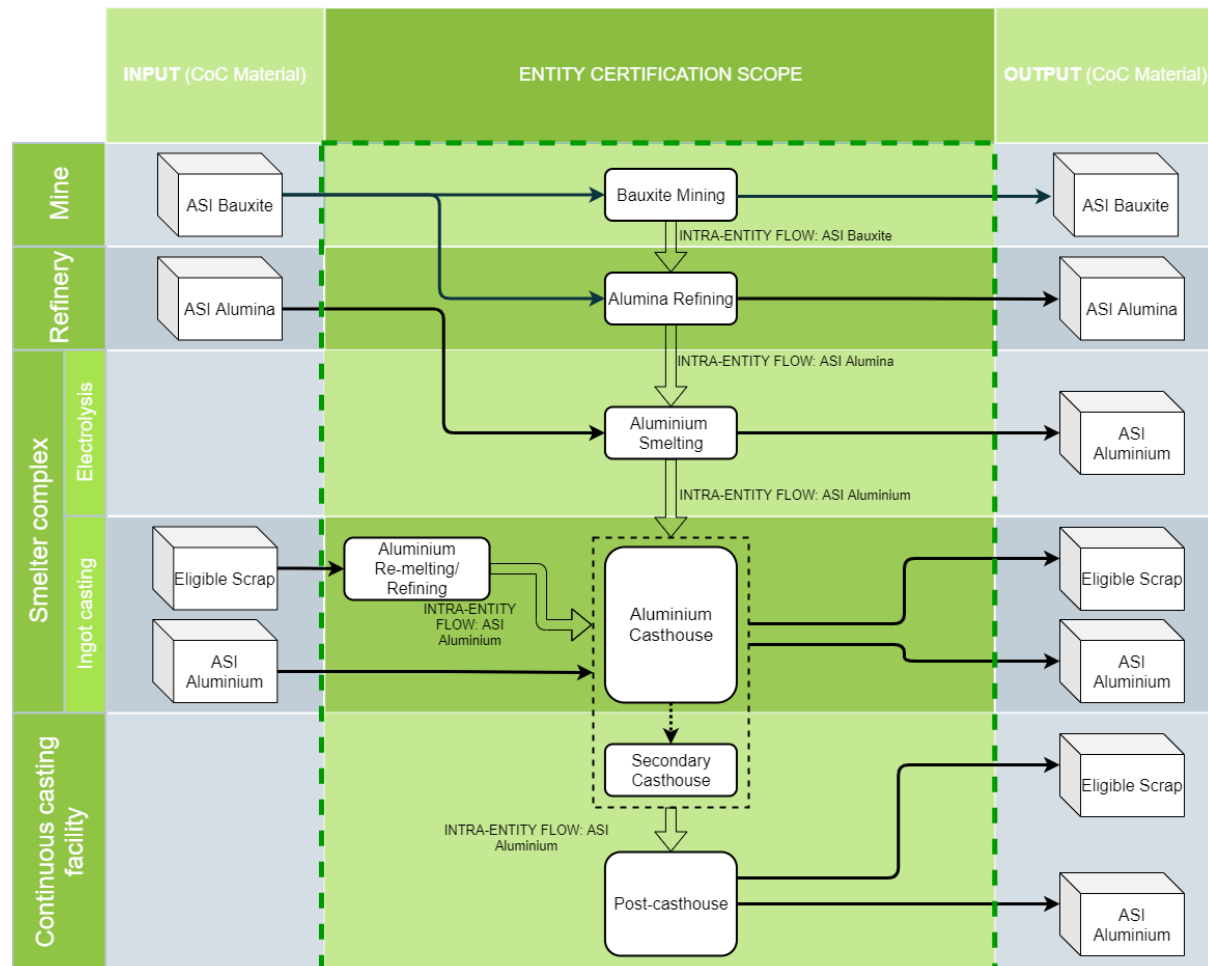 INPUT (CoC Material)
ENTITY CERTIFICATION SCOPE
OUTPUT (CoC Material)
Mine
ASI Bauxite
Bauxite Mining
ASI Bauxite
INTRA-ENTITY FLOW: ASI Bauxite
Refinery
ASI Alumina
Alumina Refining
ASI Alumina
INTRA-ENTITY FLOW: ASI Alumina
Smelter complex
Electrolysis
Aluminium
Smelting
ASI
Aluminium
INTRA-ENTITY FLOW: ASI Aluminium
Ingot casting
Eligible Scrap
Aluminium
Re-melting/
Refining
INTRA-ENTITY
FLOW: ASI
Aluminium
Aluminium
Casthouse
Eligible Scrap
ASI
Aluminium
ASI
Aluminium
Continuous casting
facility
Secondary
Casthouse
Eligible Scrap
INTRA-ENTITY FLOW: ASI
Aluminium
Post-casthouse
ASI
Aluminium